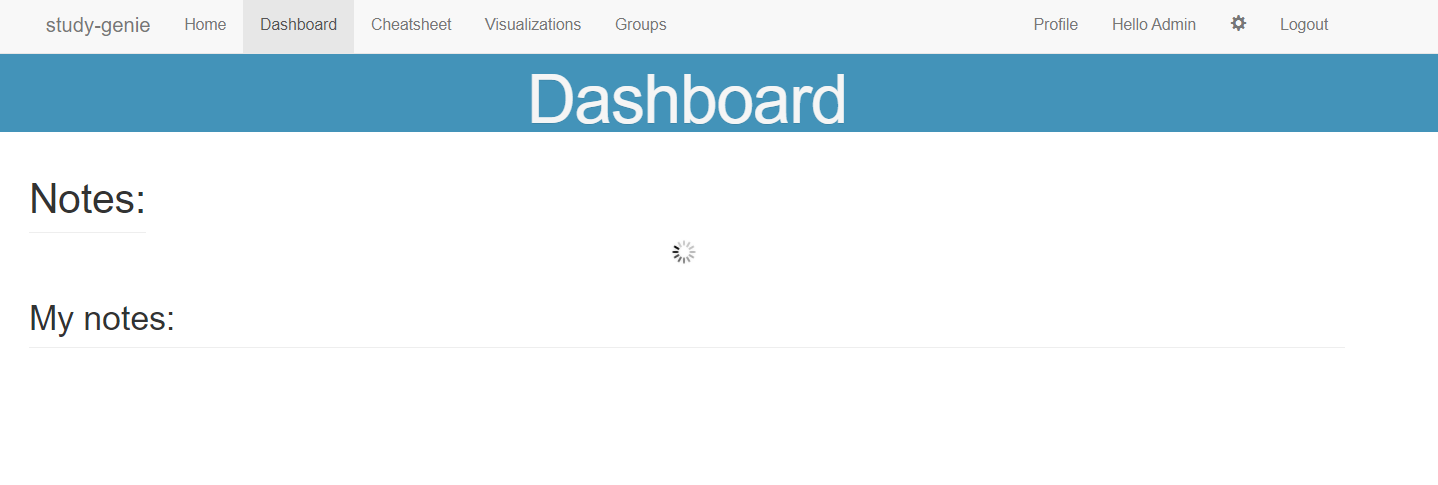 study-genie Home Dashboard Cheatsheet Visualizations Groups Profile Hello Admin Logout
Dashboard
Notes:
My notes: